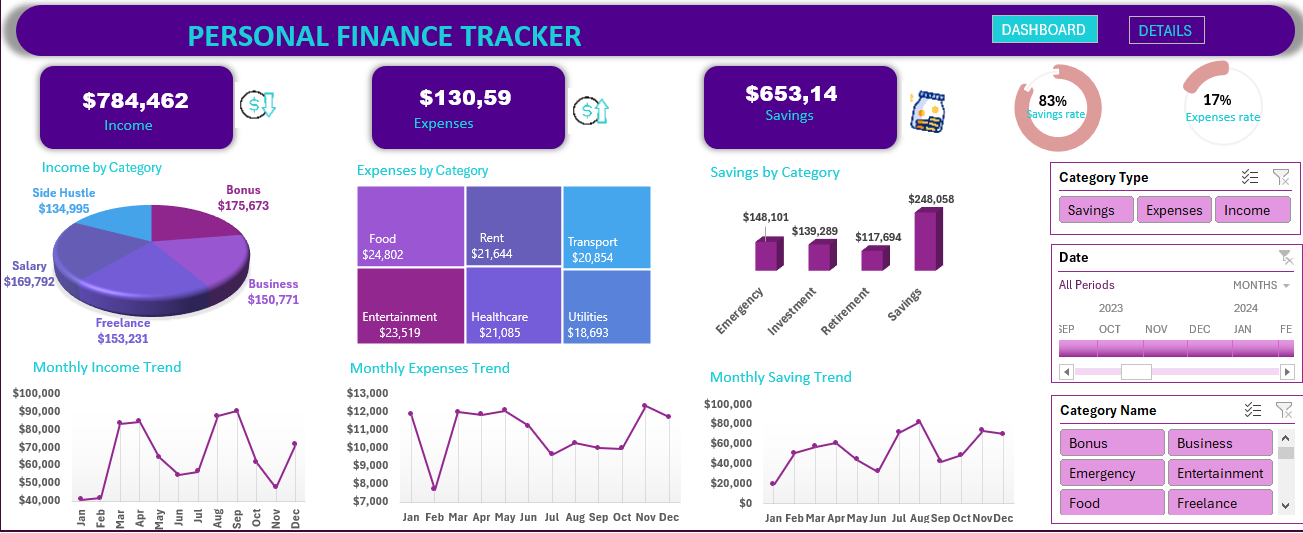 PERSONAL FINANCE TRACKER
DASHBOARD
DETAILS
$784,462
Income
$130,59
Expenses
$653,14
Savings
83%
Savings rate
17%
Expenses rate
Income by Category
Side Hustle
$134,995
Bonus
$175,673
Salary
$169,792
Business
$150,771
Freelance
$153,231
Expenses by Category
Food
$24,802
Rent
$21,644
Transport
$20,854
Entertainment
$23,519
Healthcare
$21,085
Utilities
$18,693
Savings by Category
$148,101
$139,289
$117,694
$248,058
Emergency
Investment
Retirement
Savings
Category Type
Savings
Expenses
Income
Date
All Periods
MONTHS
2023
2024
SEP
OCT
NOV
DEC
JAN
FE
Category Name
Bonus
Business
Emergency
Entertainment
Food
Freelance
Monthly Income Trend
$100,000
$90,000
$80,000
$70,000
$60,000
$50,000
$40,000
Jan Feb Mar Apr May Jun Jul Aug Sep Oct Nov Dec
Monthly Expenses Trend
$13,000
$12,000
$11,000
$10,000
$9,000
$8,000
$7,000
Jan Feb Mar Apr May Jun Jul Aug Sep Oct Nov Dec
Monthly Saving Trend
$100,000
$80,000
$60,000
$40,000
$20,000
$0
Jan Feb Mar Apr May Jun Jul Aug Sep Oct Nov Dec